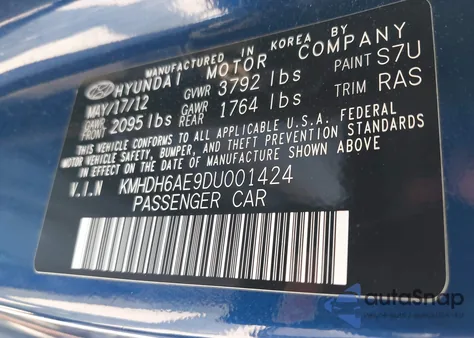 MANUFACTURED IN KOREA BY
HYUNDAI MOTOR COMPANY
MAY/17/12 GVWR 3792 lbs PAINT S7U
GAWR FRONT 2095 lbs GAWR REAR 1764 lbs TRIM RAS
THIS VEHICLE CONFORMS TO ALL APPLICABLE U.S.A. FEDERAL
MOTOR VEHICLE SAFETY, BUMPER, AND THEFT PREVENTION STANDARDS
IN EFFECT ON THE DATE OF MANUFACTURE SHOWN ABOVE
V.I.N KMHDH6AE9DU001424
PASSENGER CAR
autoSnap